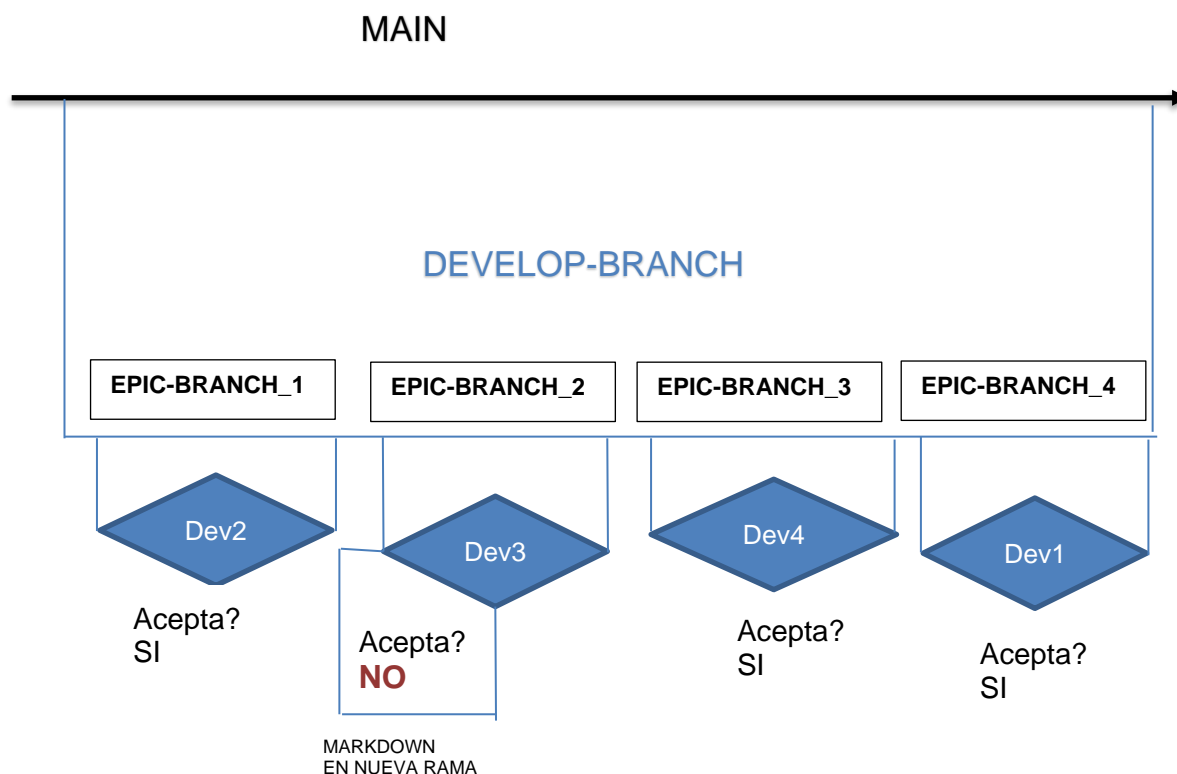 MAIN
DEVELOP-BRANCH
EPIC-BRANCH_1
EPIC-BRANCH_2
EPIC-BRANCH_3
EPIC-BRANCH_4
Dev2
Dev3
Dev4
Dev1
Acepta?
SI
Acepta?
NO
Acepta?
SI
Acepta?
SI
MARKDOWN
EN NUEVA RAMA